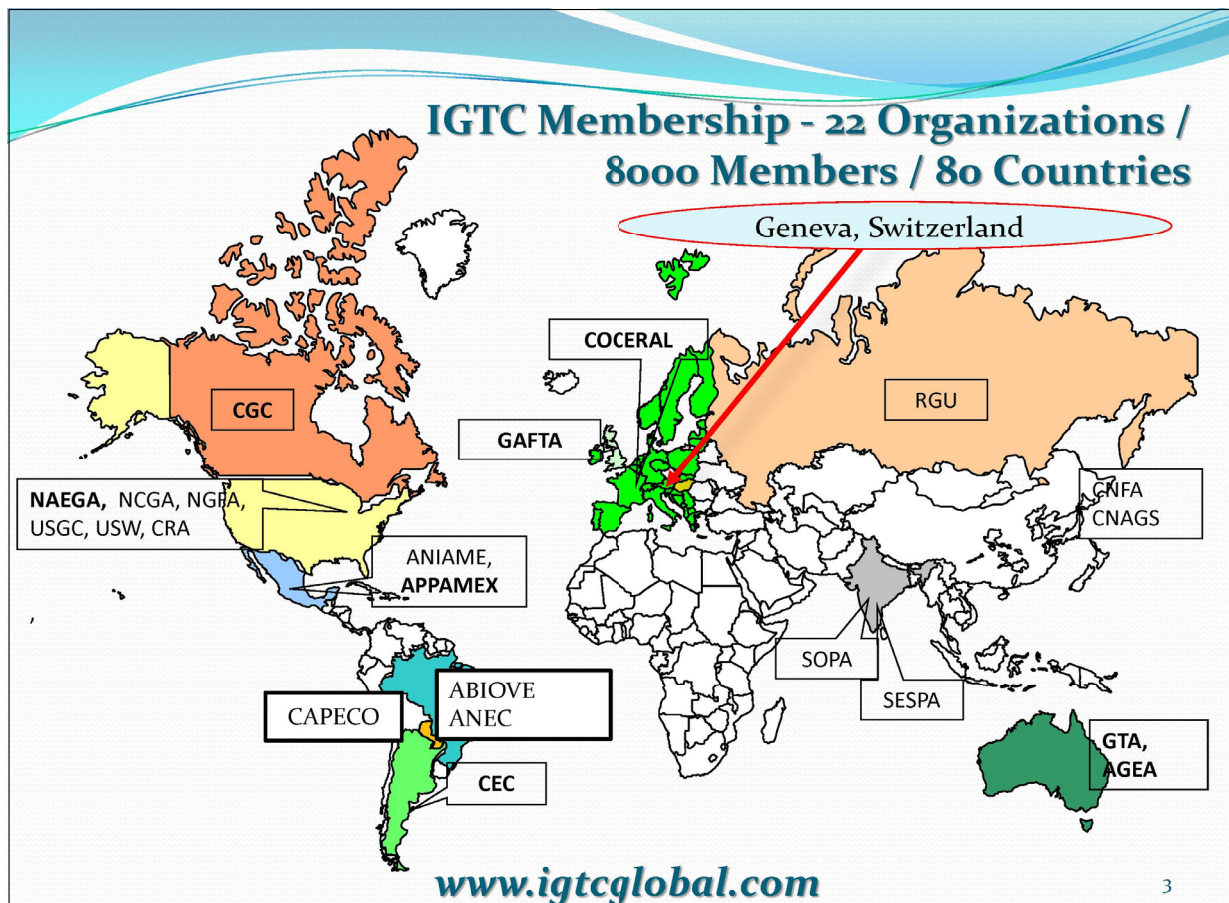 IGTC Membership - 22 Organizations /
8000 Members / 80 Countries
Geneva, Switzerland
COCERAL
CGC
RGU
GAFTA
NAEGA, NCGA, NGFA,
USGC, USW, CRA
CNFA
CNAGS
ANIAME,
APPAMEX
,
SOPA
SESPA
CAPECO
ABIOVE
ANEC
GTA,
AGEA
CEC
www.igtcglobal.com
3